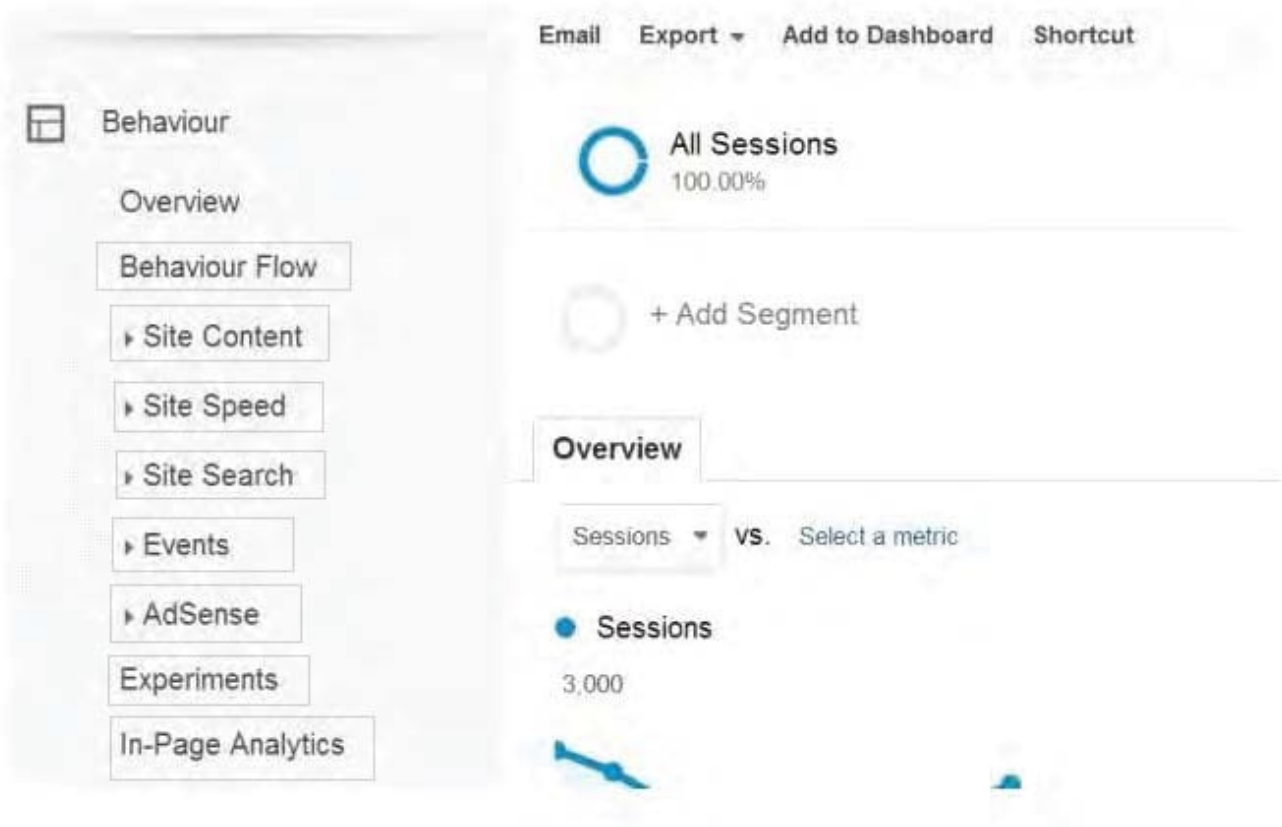 Email Export Add to Dashboard Shortcut
Behaviour
Overview
Behaviour Flow
Site Content
Site Speed
Site Search
Events
AdSense
Experiments
In-Page Analytics
All Sessions
100.00%
+ Add Segment
Overview
Sessions VS. Select a metric
Sessions
3,000